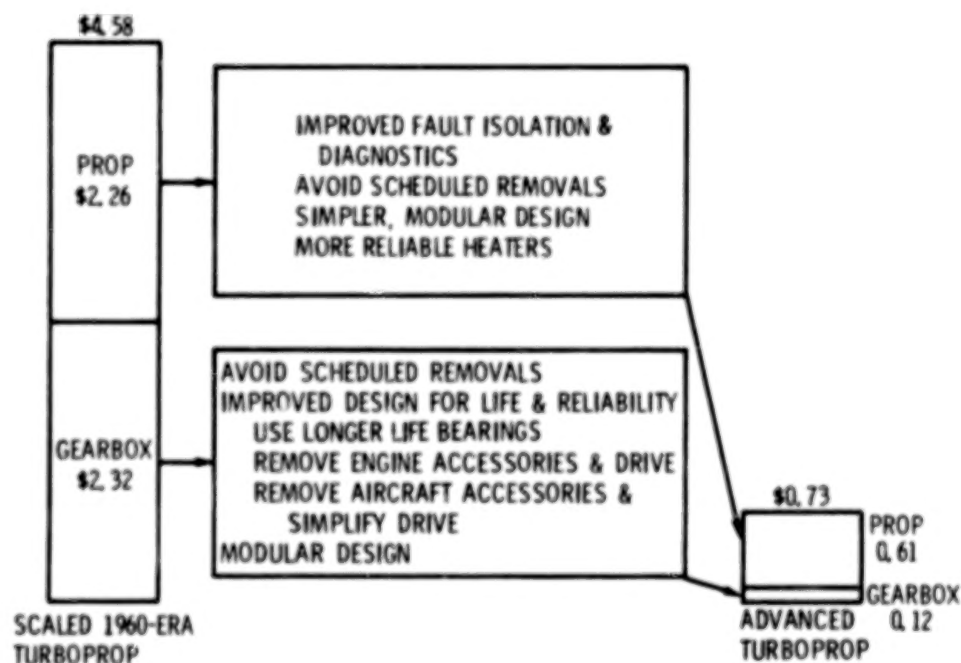 $4.58
PROP
$2.26
GEARBOX
$2.32
SCALED 1960-ERA
TURBOPROP
IMPROVED FAULT ISOLATION &
DIAGNOSTICS
AVOID SCHEDULED REMOVALS
SIMPLER, MODULAR DESIGN
MORE RELIABLE HEATERS
AVOID SCHEDULED REMOVALS
IMPROVED DESIGN FOR LIFE & RELIABILITY
USE LONGER LIFE BEARINGS
REMOVE ENGINE ACCESSORIES & DRIVE
REMOVE AIRCRAFT ACCESSORIES &
SIMPLIFY DRIVE
MODULAR DESIGN
$0.73
PROP
0.61
GEARBOX
0.12
ADVANCED
TURBOPROP